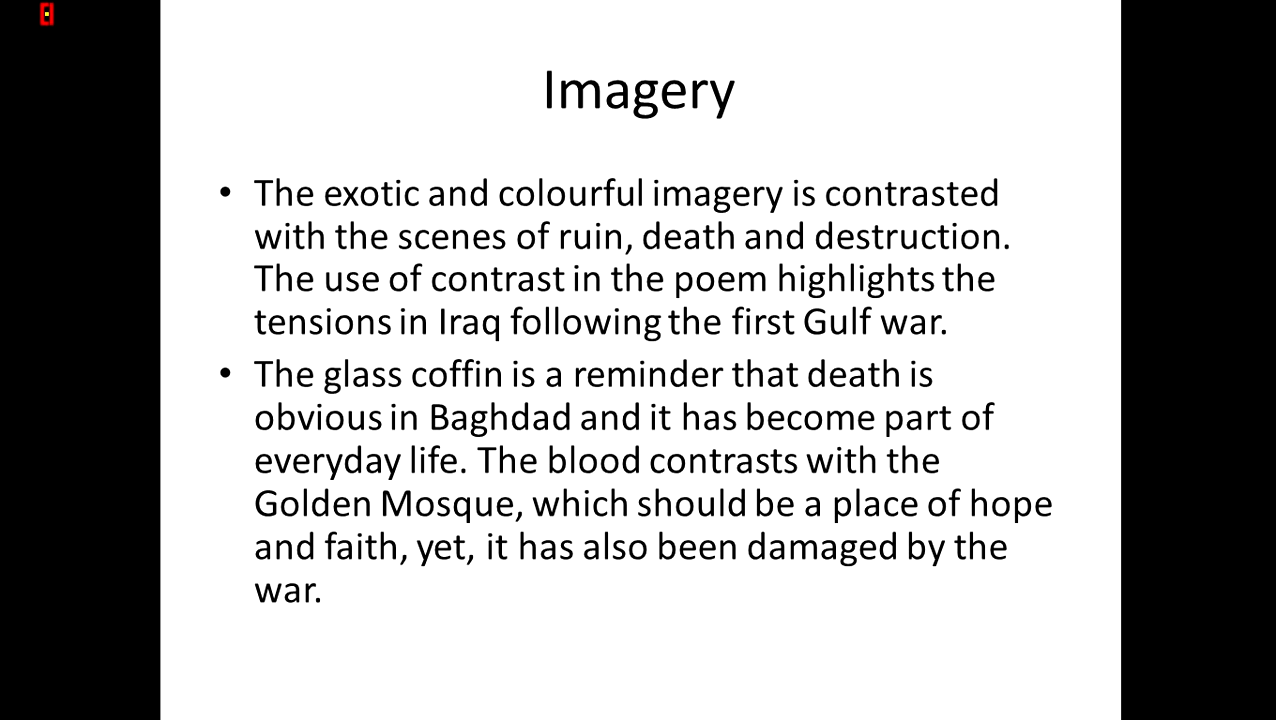 Imagery
• The exotic and colourful imagery is contrasted
with the scenes of ruin, death and destruction.
The use of contrast in the poem highlights the
tensions in Iraq following the first Gulf war.
• The glass coffin is a reminder that death is
obvious in Baghdad and it has become part of
everyday life. The blood contrasts with the
Golden Mosque, which should be a place of hope
and faith, yet, it has also been damaged by the
war.